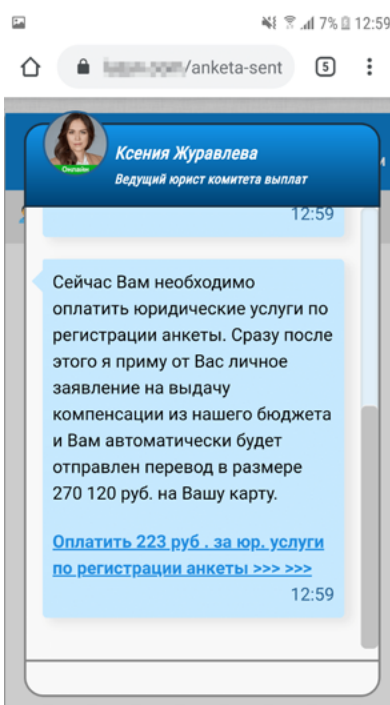 7% 12:59
/anketa-sent 5
Ксения Журавлева
Онлайн
Ведущий юрист комитета выплат
и
12:59
Сейчас Вам необходимо
оплатить юридические услуги по
регистрации анкеты. Сразу после
этого я приму от Вас личное
заявление на выдачу
компенсации из нашего бюджета
и Вам автоматически будет
отправлен перевод в размере
270 120 руб. на Вашу карту.
Оплатить 223 руб . за юр. услуги
по регистрации анкеты >>> >>>
12:59